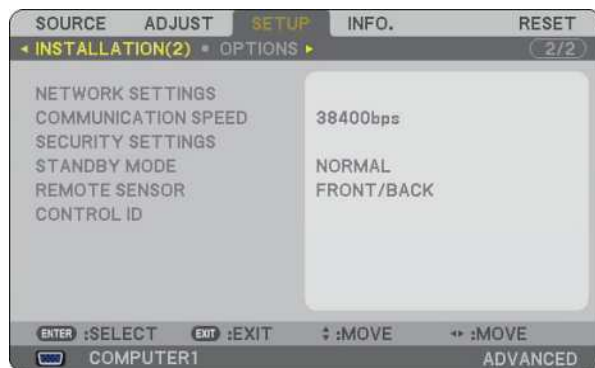 SOURCE ADJUST SETUP INFO. RESET
INSTALLATION(2) OPTIONS 2/2
NETWORK SETTINGS
COMMUNICATION SPEED 38400bps
SECURITY SETTINGS
STANDBY MODE NORMAL
REMOTE SENSOR FRONT/BACK
CONTROL ID
ENTER :SELECT EXIT :EXIT :MOVE :MOVE
COMPUTER1 ADVANCED